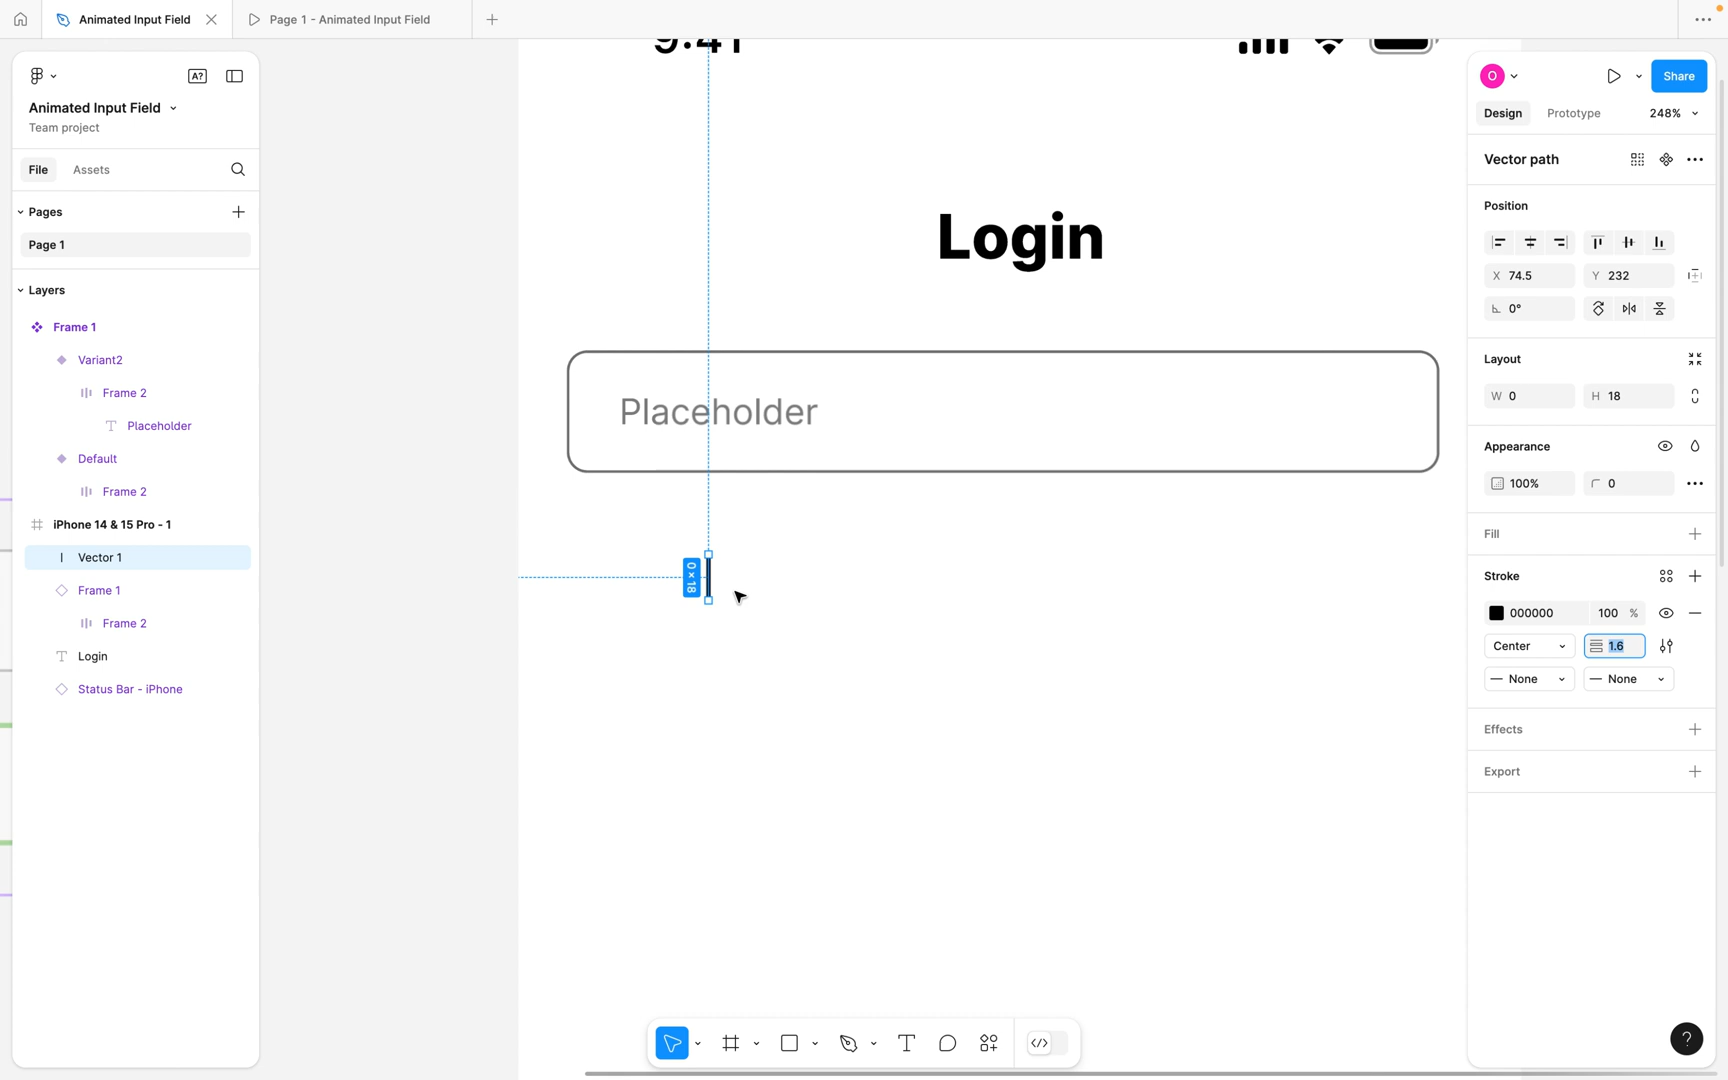 Animated Input Field
Page 1 - Animated Input Field
A?
Animated Input Field
Team project
File
Assets
Pages
Page 1
Layers
Frame 1
Variant2
Frame 2
Placeholder
Default
Frame 2
iPhone 14 & 15 Pro - 1
Vector 1
Frame 1
Frame 2
Login
Status Bar - iPhone
9:41
Login
Placeholder
0 × 18
O
Share
Design
Prototype
248%
Vector path
Position
X 74.5
Y 232
0°
Layout
W 0
H 18
Appearance
100%
0
Fill
Stroke
000000
100 %
Center
1.6
None
None
Effects
Export
?